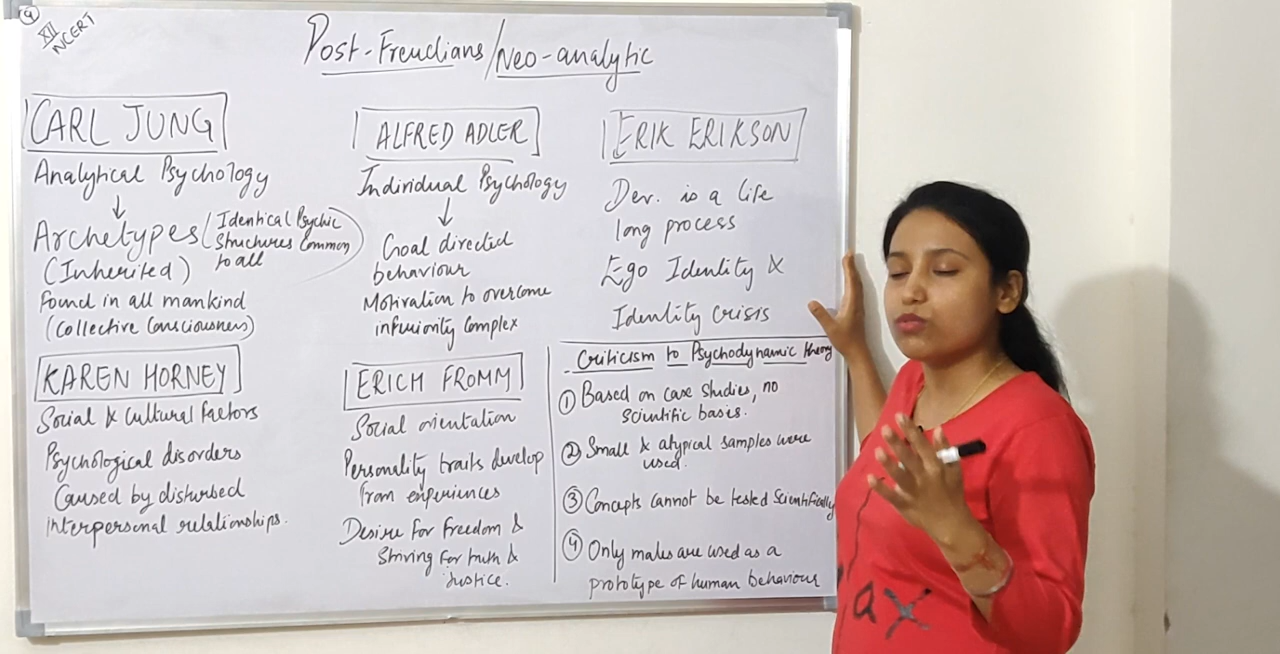 9
XII
NCERT
Post-Freudians/Neo-analytic
CARL JUNG
Analytical Psychology
↓
Archetypes (Identical Psychic
Structures Common
to all)
(Inherited)
Found in all mankind
(Collective Consciousness)
ALFRED ADLER
Individual Psychology
↓
Goal directed
behaviour
Motivation to overcome
infuriority complex
ERIK ERIKSON
Dev. is a life
long process
Ego Identity &
Identity crisis
KAREN HORNEY
Social & Cultural factors
Psychological disorders
Caused by disturbed
Interpersonal relationships.
ERICH FROMM
Social orientation
Personality traits develop
from experiences
Desire for freedom &
Striving for truth &
Justice.
Criticism to Psychodynamic theory
① Based on case studies, no
scientific basis.
② Small & atypical samples were
used.
③ Concepts cannot be tested scientifically
④ Only males are used as a
prototype of human behaviour
ax